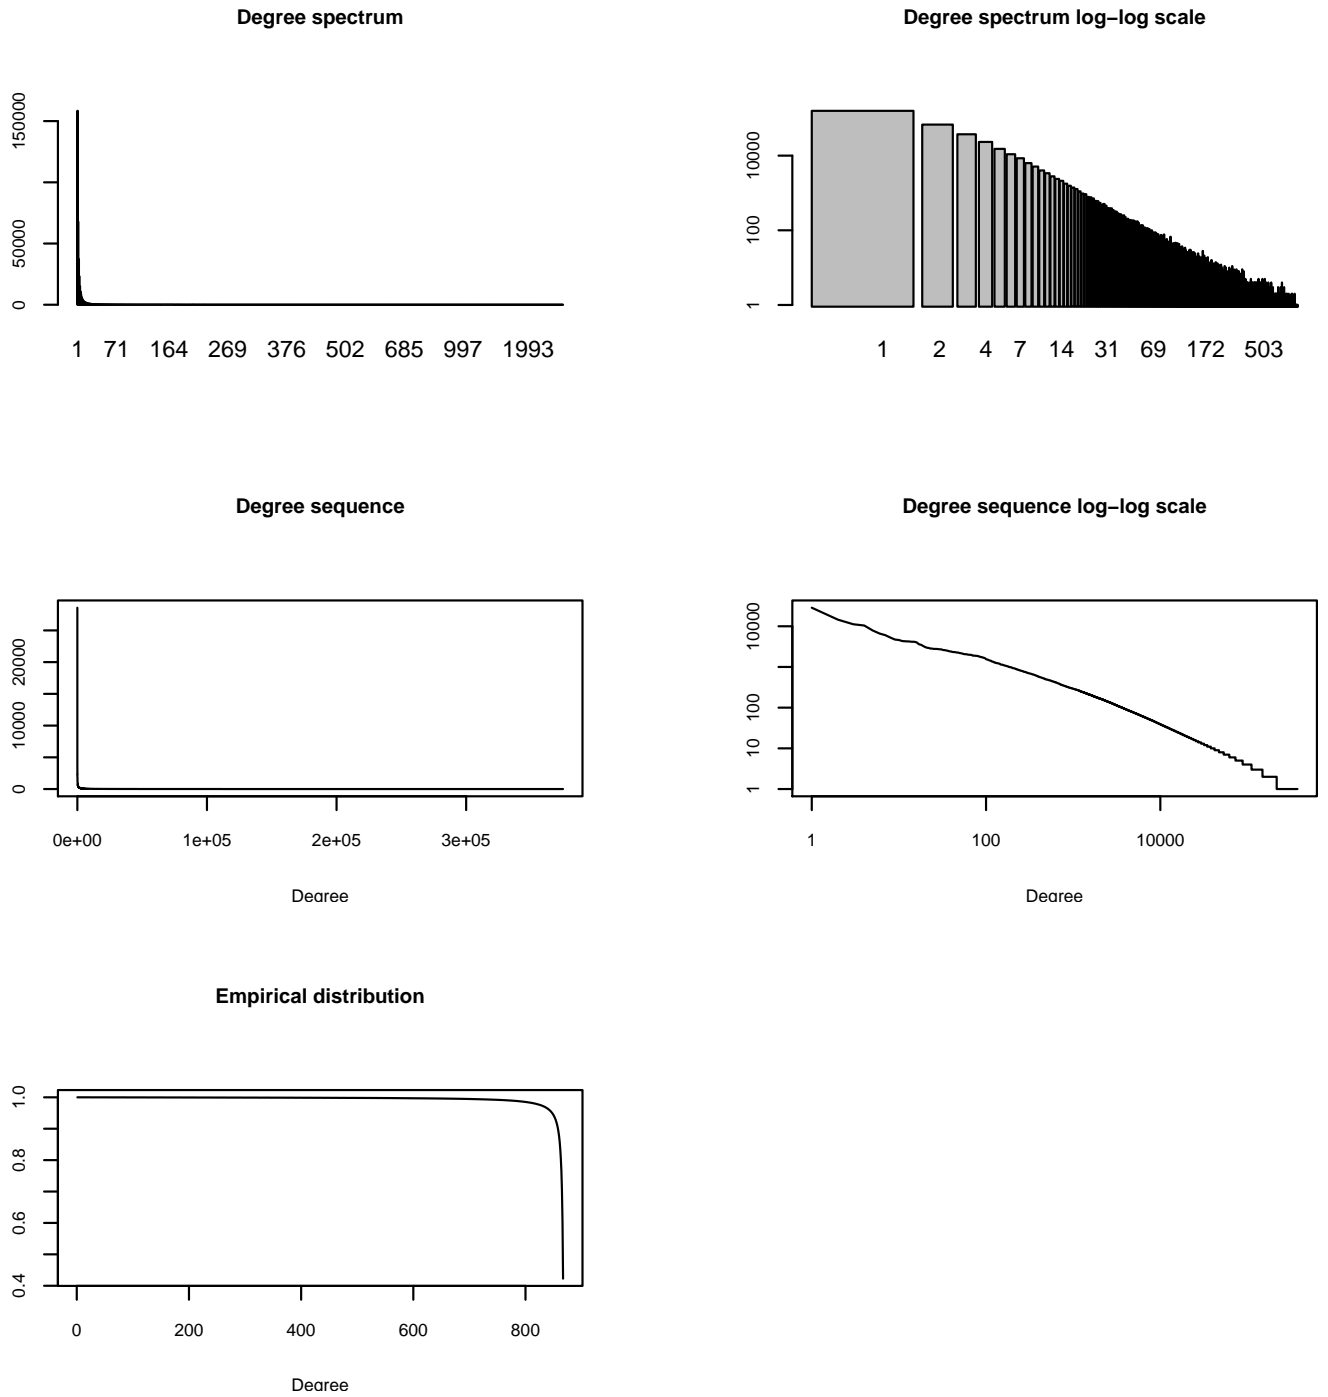 Degree spectrum
150000
50000
0
1 71 164 269 376 502 685 997 1993
Degree spectrum log−log scale
10000
100
1
1 2 4 7 14 31 69 172 503
Degree sequence
20000
10000
0
0e+00 1e+05 2e+05 3e+05
Degree
Degree sequence log−log scale
10000
100
10
1
1 100 10000
Degree
Empirical distribution
1.0
0.8
0.6
0.4
0 200 400 600 800
Degree